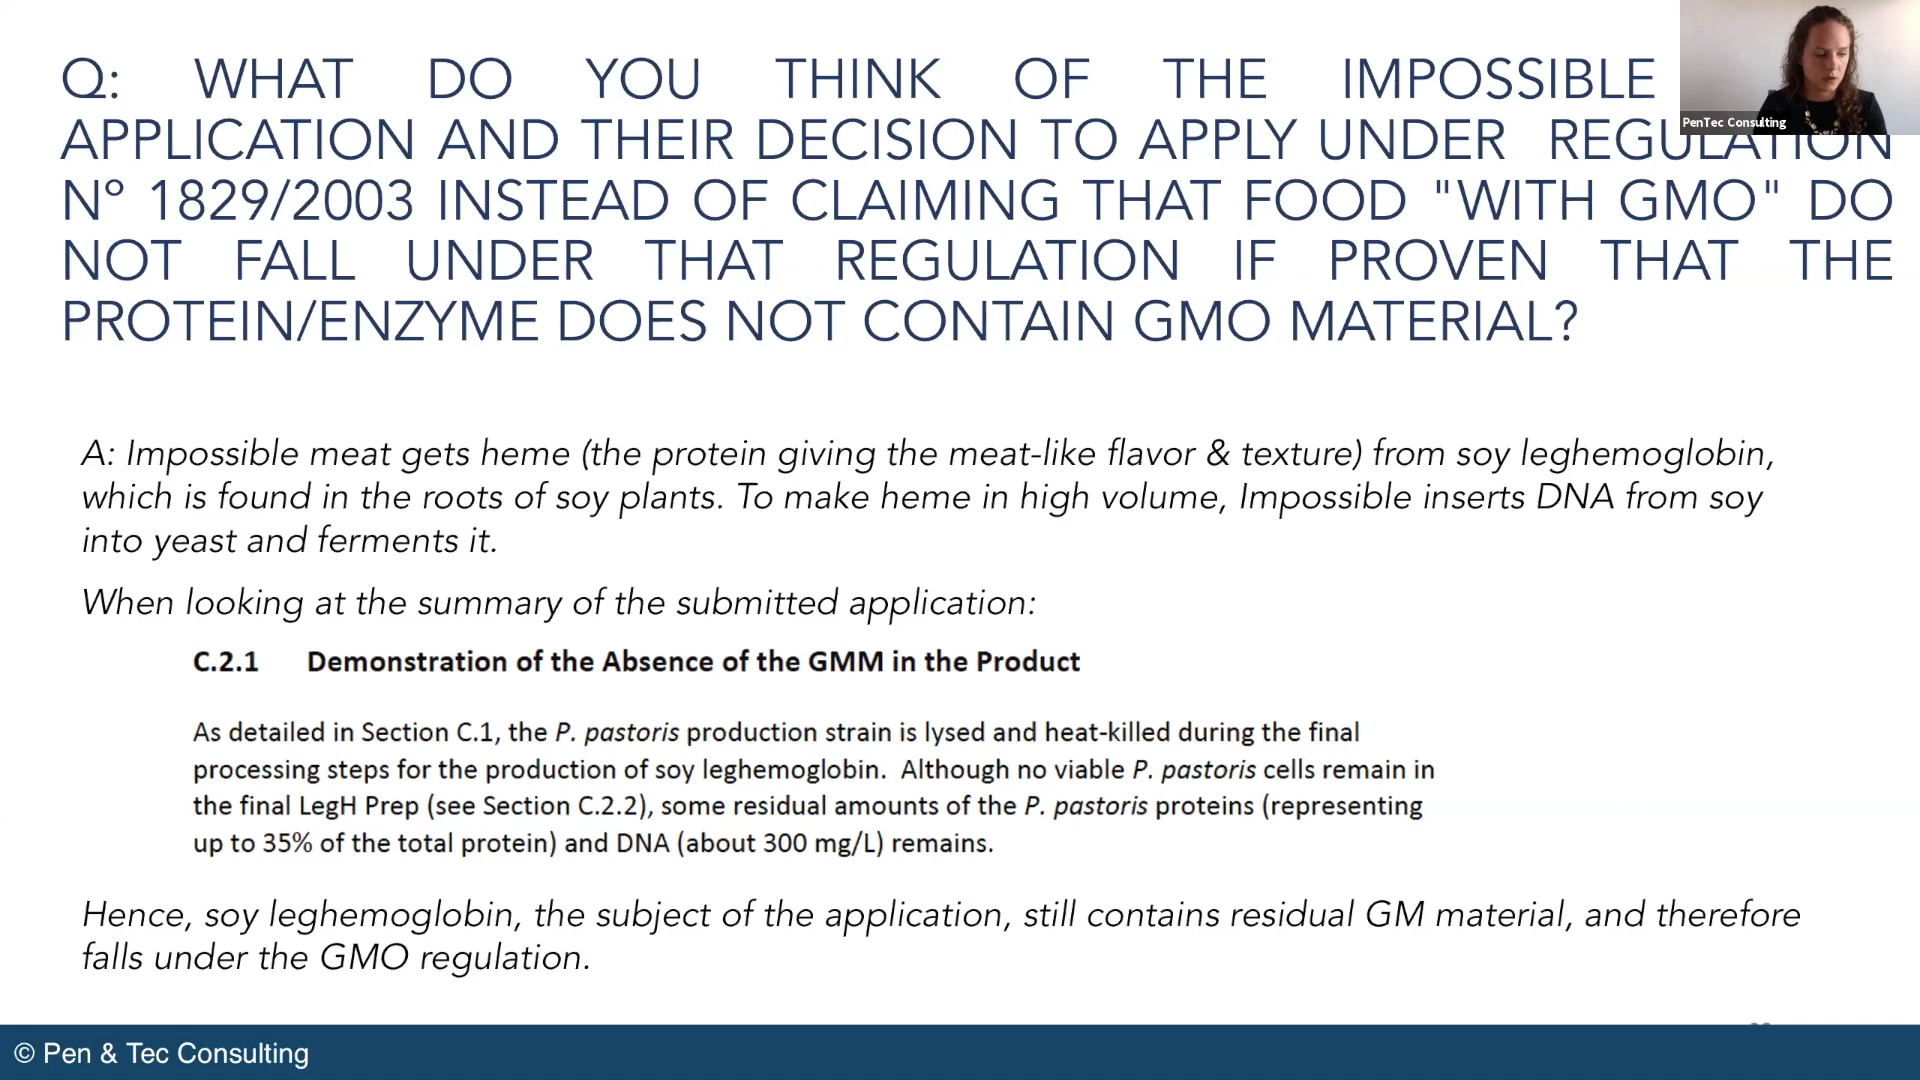 Q: WHAT DO YOU THINK OF THE IMPOSSIBLE
APPLICATION AND THEIR DECISION TO APPLY UNDER REGULATION
Nº 1829/2003 INSTEAD OF CLAIMING THAT FOOD "WITH GMO" DO
NOT FALL UNDER THAT REGULATION IF PROVEN THAT THE
PROTEIN/ENZYME DOES NOT CONTAIN GMO MATERIAL?
PenTec Consulting
A: Impossible meat gets heme (the protein giving the meat-like flavor & texture) from soy leghemoglobin,
which is found in the roots of soy plants. To make heme in high volume, Impossible inserts DNA from soy
into yeast and ferments it.
When looking at the summary of the submitted application:
C.2.1 Demonstration of the Absence of the GMM in the Product
As detailed in Section C.1, the P. pastoris production strain is lysed and heat-killed during the final
processing steps for the production of soy leghemoglobin. Although no viable P. pastoris cells remain in
the final LegH Prep (see Section C.2.2), some residual amounts of the P. pastoris proteins (representing
up to 35% of the total protein) and DNA (about 300 mg/L) remains.
Hence, soy leghemoglobin, the subject of the application, still contains residual GM material, and therefore
falls under the GMO regulation.
© Pen & Tec Consulting